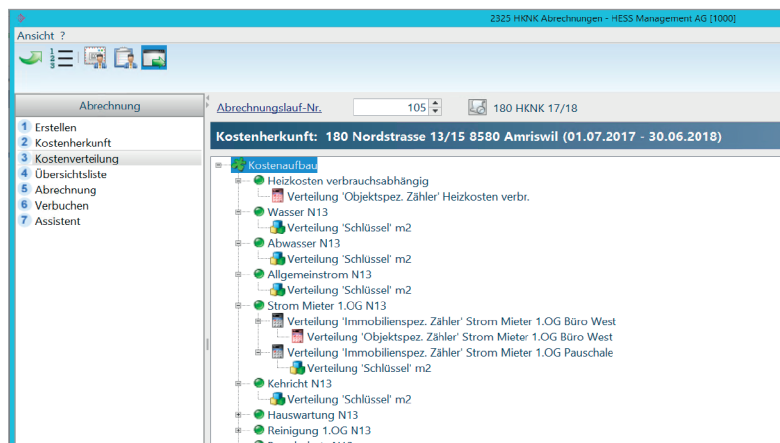 2325 HKNK Abrechnungen - HESS Management AG [1000]
Ansicht ?
Abrechnung
1 Erstellen
2 Kostenherkunft
3 Kostenverteilung
4 Übersichtsliste
5 Abrechnung
6 Verbuchen
7 Assistent
Abrechnungslauf-Nr. 105 180 HKNK 17/18
Kostenherkunft: 180 Nordstrasse 13/15 8580 Amriswil (01.07.2017 - 30.06.2018)
Kostenaufbau
Heizkosten verbrauchsabhängig
Verteilung 'Objektspez. Zähler' Heizkosten verbr.
Wasser N13
Verteilung 'Schlüssel' m2
Abwasser N13
Verteilung 'Schlüssel' m2
Allgemeinstrom N13
Verteilung 'Schlüssel' m2
Strom Mieter 1.OG N13
Verteilung 'Immobilienspez. Zähler' Strom Mieter 1.OG Büro West
Verteilung 'Objektspez. Zähler' Strom Mieter 1.OG Büro West
Verteilung 'Immobilienspez. Zähler' Strom Mieter 1.OG Pauschale
Verteilung 'Schlüssel' m2
Kehricht N13
Verteilung 'Schlüssel' m2
Hauswartung N13
Reinigung 1.OG N13